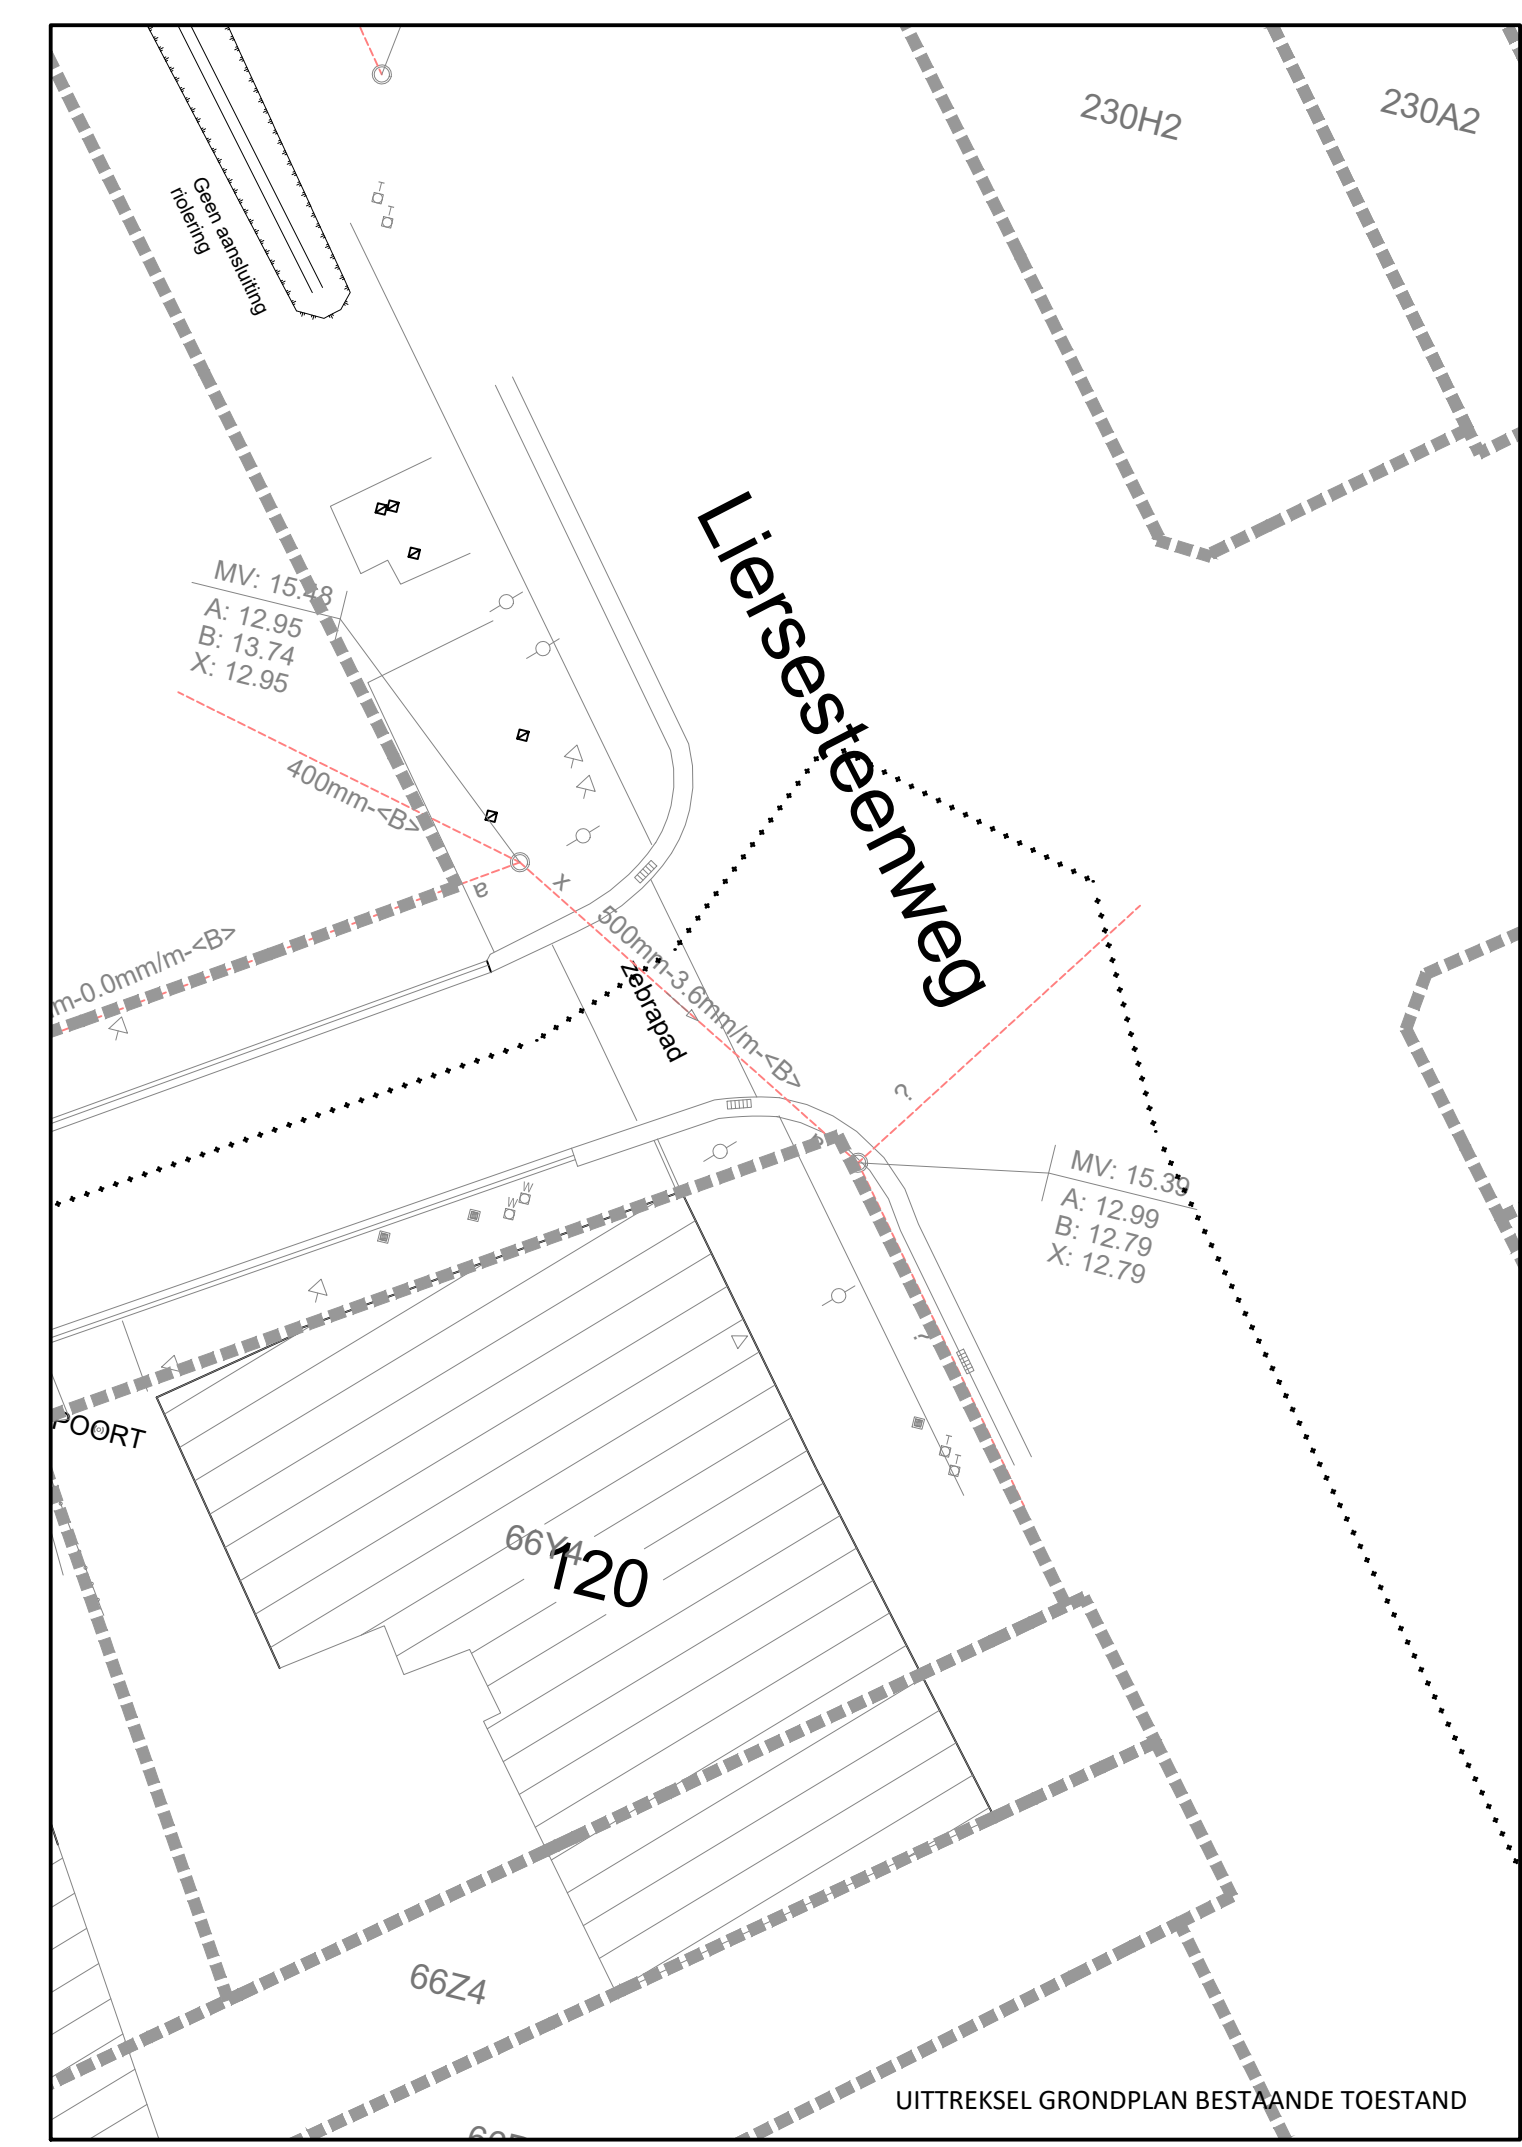 230H2
230A2
T
T
Geen aansluiting
riolering
Liersesteenweg
MV: 15.48
A: 12.95
B: 13.74
X: 12.95
400mm-<B>
a
x
500mm-3.6mm/m-<B>
m-0.0mm/m-<B>
zebrapad
?
MV: 15.39
A: 12.99
B: 12.79
X: 12.79
W
W
?
T
T
POORT
66Y4
120
66Z4
UITTREKSEL GRONDPLAN BESTAANDE TOESTAND